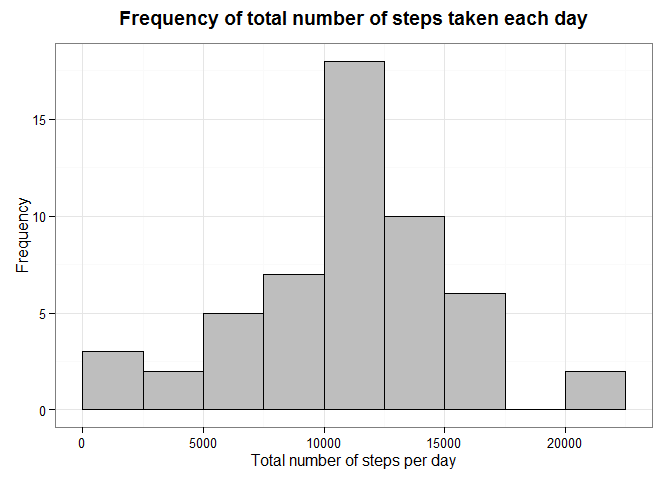 Frequency of total number of steps taken each day
15
10
5
0
Frequency
0 5000 10000 15000 20000
Total number of steps per day